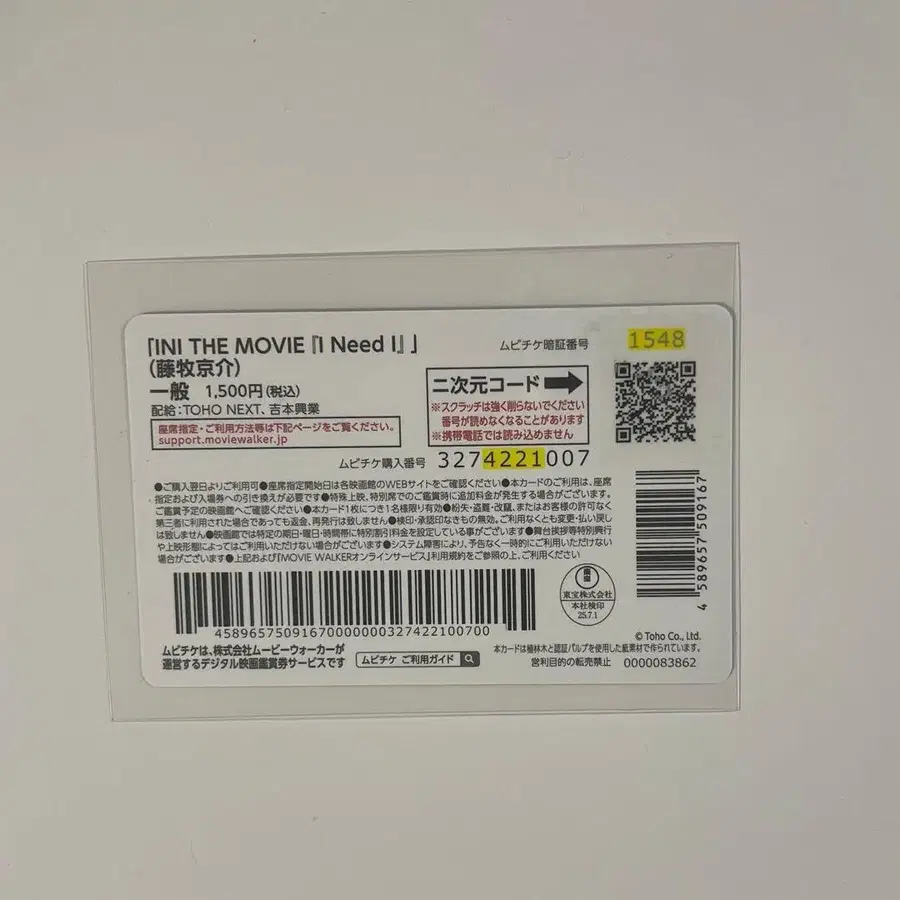 「INI THE MOVIE『I Need I』」
(藤牧京介)
一般 1,500円(税込)
配給:TOHO NEXT、吉本興業
座席指定・ご利用方法等は下記ページをご覧ください。
support.moviewalker.jp
ムビチケ暗証番号 1548
二次元コード
※スクラッチは強く削らないでください
番号が読めなくなることがあります
※携帯電話では読み込めません
ムビチケ購入番号 3274221007
●ご購入翌日よりご利用可●座席指定開始日は各映画館のWEBサイトをご確認ください●本カードのご利用は、座席
指定および入場券への引き換えが必要です●特殊上映、特別席でのご鑑賞時に追加料金が発生する場合がございます。
ご鑑賞予定の映画館へご確認ください●本カード1枚につき1名様限り有効●紛失・盗難・改竄、またはお客様の許可なく
第三者に利用された場合であっても返金、再発行は致しません●検印・承認印なきもの無効。ご利用なくとも変更・払い戻し
は致しません●映画館では特定の期日・曜日・時間帯に特別割引料金を設定している事がございます●舞台挨拶等特別興行
や上映形態によってはご利用いただけない場合がございます●システム障害により、予告なく一時的にご利用いただけない
場合がございます●上記および『MOVIE WALKERオンラインサービス』利用規約をご参照の上、ご利用ください
4589657509167000000032742210070­0
4 589657 509167
東宝
東宝株式会社
本社検印
25.7.1
ムビチケは、株式会社ムービーウォーカーが
運営するデジタル映画鑑賞券サービスです
ムビチケ ご利用ガイド
© Toho Co., Ltd.
本カードは植林木と認証パルプを使用した紙素材で作られています。
営利目的の転売禁止 0000083862